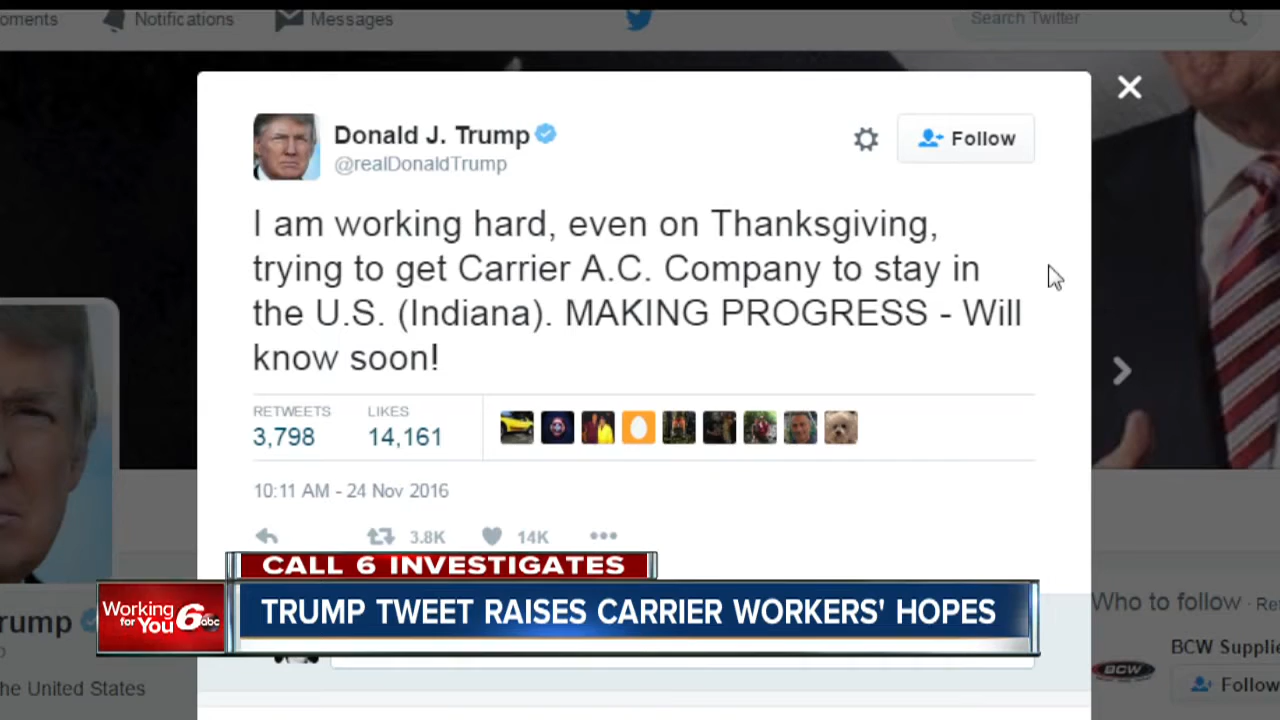 oments Notifications Messages Search Twitter
Donald J. Trump
@realDonaldTrump
Follow
I am working hard, even on Thanksgiving,
trying to get Carrier A.C. Company to stay in
the U.S. (Indiana). MAKING PROGRESS - Will
know soon!
RETWEETS LIKES
3,798 14,161
10:11 AM - 24 Nov 2016
3.8K 14K
CALL 6 INVESTIGATES
Working
for
You 6 abc
TRUMP TWEET RAISES CARRIER WORKERS' HOPES
rump
he United States
Who to follow · Ref
BCW Supplie
BCW
Follow